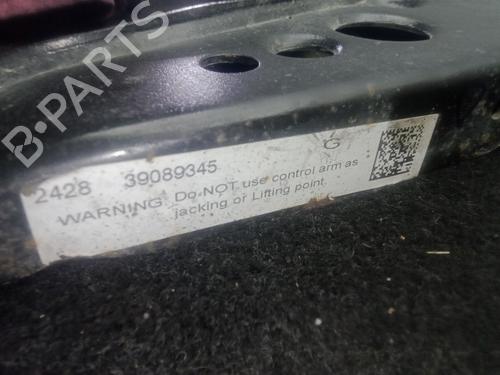 B-PARTS
2428 39089345 G
WARNING: Do NOT use control arm as
jacking or Lifting point